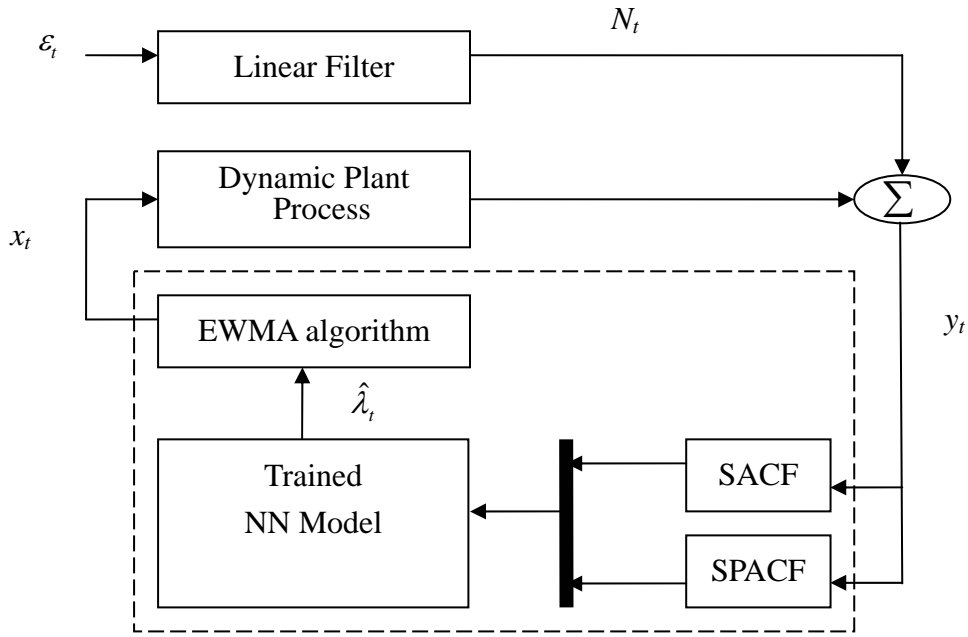 N_t
ε_t
Linear Filter
Dynamic Plant
Process
Σ
x_t
EWMA algorithm
y_t
λ̂_t
Trained
NN Model
SACF
SPACF